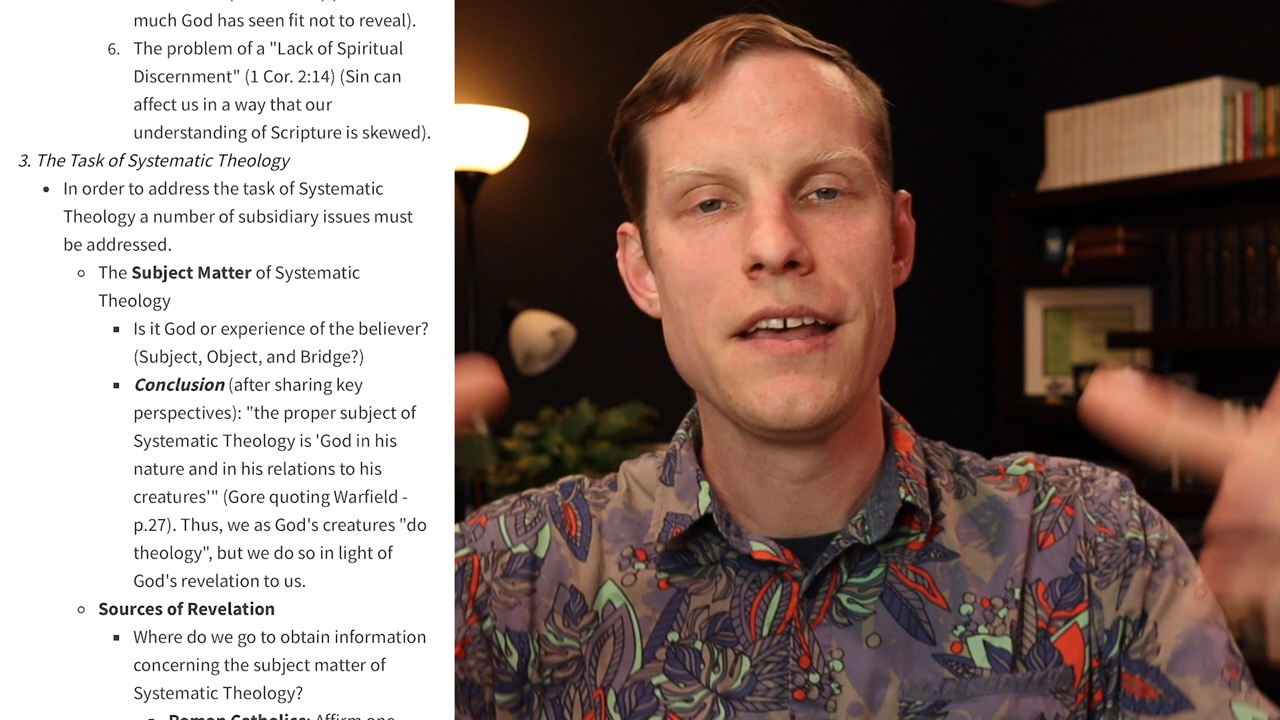 much God has seen fit not to reveal).
6. The problem of a "Lack of Spiritual
Discernment" (1 Cor. 2:14) (Sin can
affect us in a way that our
understanding of Scripture is skewed).
3. The Task of Systematic Theology
• In order to address the task of Systematic
Theology a number of subsidiary issues must
be addressed.
○ The Subject Matter of Systematic
Theology
▪ Is it God or experience of the believer?
(Subject, Object, and Bridge?)
▪ Conclusion (after sharing key
perspectives): "the proper subject of
Systematic Theology is 'God in his
nature and in his relations to his
creatures'" (Gore quoting Warfield -
p.27). Thus, we as God's creatures "do
theology", but we do so in light of
God's revelation to us.
○ Sources of Revelation
▪ Where do we go to obtain information
concerning the subject matter of
Systematic Theology?
▪ Roman Catholics: Affirm one